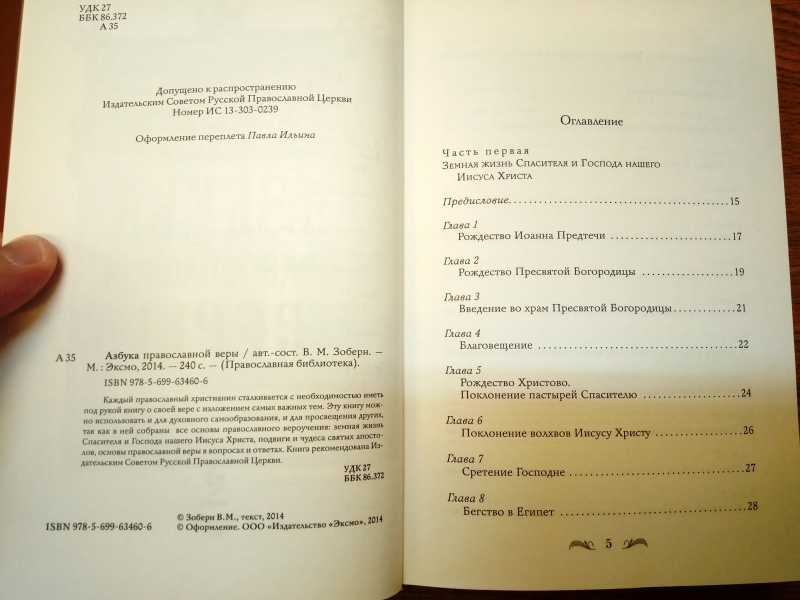 УДК 27
ББК 86.372
А 35
Допущено к распространению
Издательским Советом Русской Православной Церкви
Номер ИС 13-303-0239
Оформление переплета Павла Ильина
А 35
Азбука православной веры / авт.-сост. В. М. Зоберн. —
М. : Эксмо, 2014. — 240 с. — (Православная библиотека).
ISBN 978-5-699-63460-6
Каждый православный христианин сталкивается с необходимостью иметь
под рукой книгу о своей вере с изложением самых важных тем. Эту книгу мож-
но использовать и для духовного самообразования, и для просвещения других,
так как в ней собраны все основы православного вероучения: земная жизнь
Спасителя и Господа нашего Иисуса Христа, подвиги и чудеса святых апосто-
лов, основы православной веры в вопросах и ответах. Книга рекомендована Из-
дательским Советом Русской Православной Церкви.
УДК 27
ББК 86.372
ISBN 978-5-699-63460-6
© Зоберн В.М., текст, 2014
© Оформление. ООО «Издательство «Эксмо», 2014
Оглавление
Часть первая
Земная жизнь Спасителя и Господа нашего
Иисуса Христа
Предисловие. 15
Глава 1
Рождество Иоанна Предтечи 17
Глава 2
Рождество Пресвятой Богородицы 19
Глава 3
Введение во храм Пресвятой Богородицы 21
Глава 4
Благовещение 22
Глава 5
Рождество Христово.
Поклонение пастырей Спасителю 24
Глава 6
Поклонение волхвов Иисусу Христу 26
Глава 7
Сретение Господне 27
Глава 8
Бегство в Египет 28
5